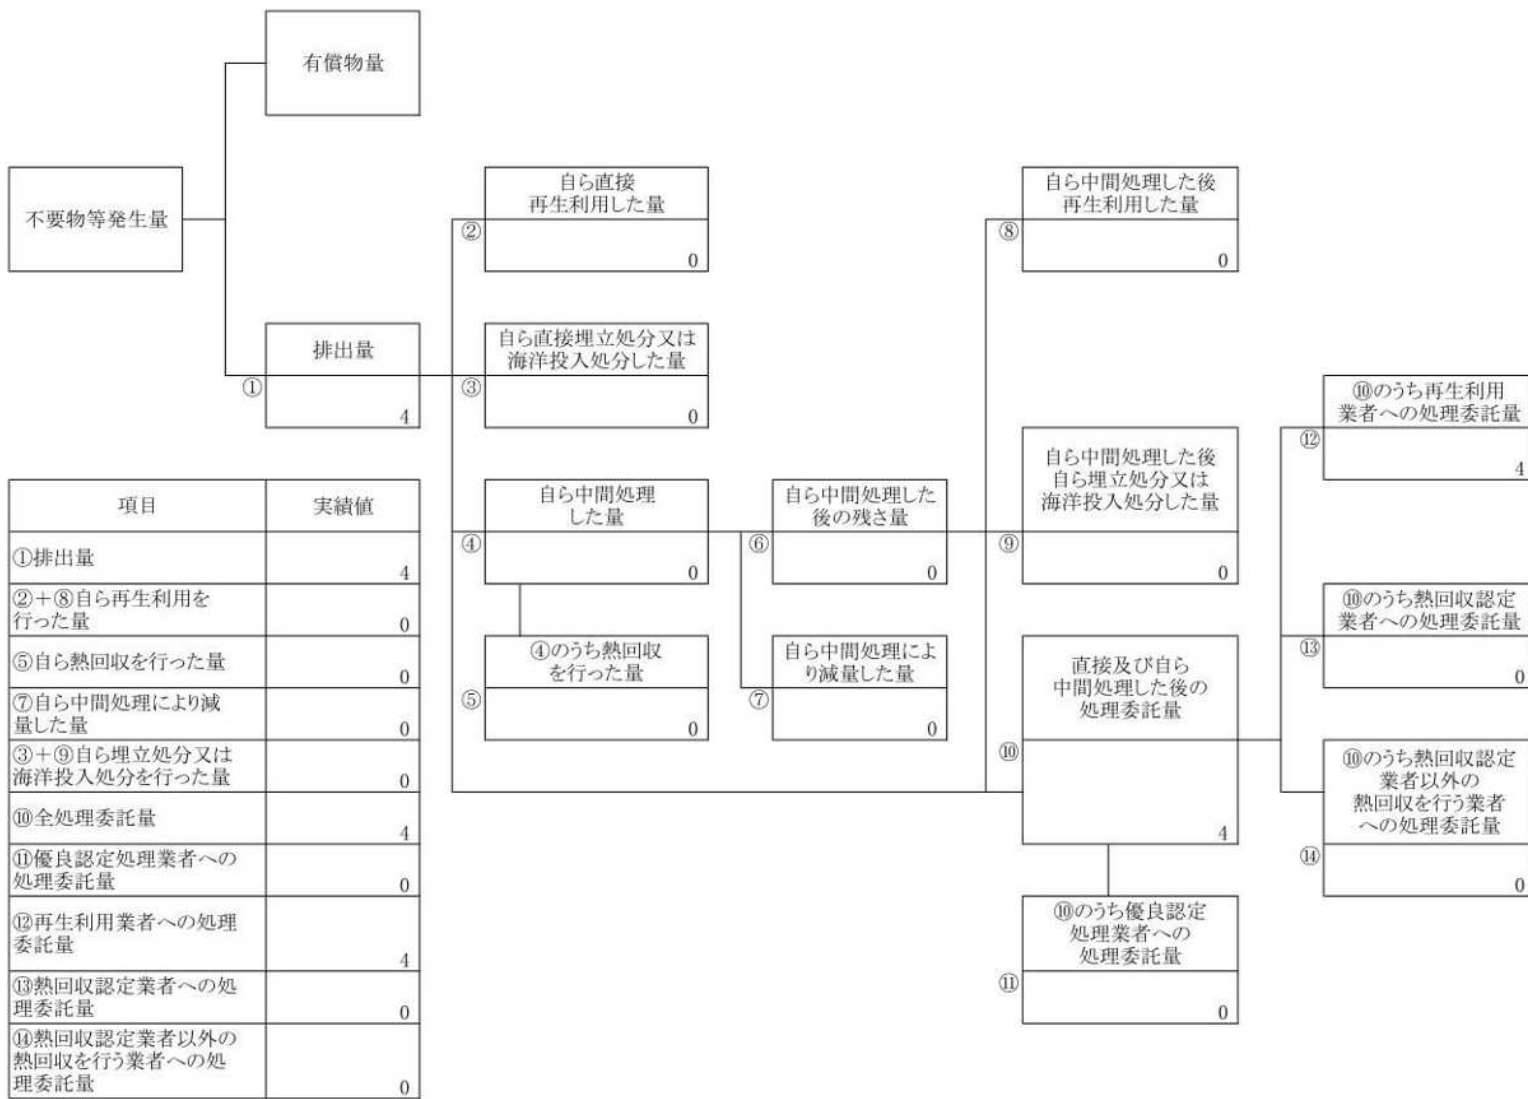 有償物量
不要物等発生量
自ら直接
再生利用した量
②
0
自ら中間処理した後
再生利用した量
⑧
0
排出量
①
4
自ら直接埋立処分又は
海洋投入処分した量
③
0
⑩のうち再生利用
業者への処理委託量
⑫
4
自ら中間処理
した量
④
0
自ら中間処理した
後の残さ量
⑥
0
自ら中間処理した後
自ら埋立処分又は
海洋投入処分した量
⑨
0
⑩のうち熱回収認定
業者への処理委託量
⑬
0
④のうち熱回収
を行った量
⑤
0
自ら中間処理によ
り減量した量
⑦
0
直接及び自ら
中間処理した後の
処理委託量
⑩
4
⑩のうち熱回収認定
業者以外の
熱回収を行う業者
への処理委託量
⑭
0
⑩のうち優良認定
処理業者への
処理委託量
⑪
0
項目 実績値
①排出量
4
②+⑧自ら再生利用を
行った量
0
⑤自ら熱回収を行った量
0
⑦自ら中間処理により減
量した量
0
③+⑨自ら埋立処分又は
海洋投入処分を行った量
0
⑩全処理委託量
4
⑪優良認定処理業者への
処理委託量
0
⑫再生利用業者への処理
委託量
4
⑬熱回収認定業者への処
理委託量
0
⑭熱回収認定業者以外の
熱回収を行う業者への処
理委託量
0